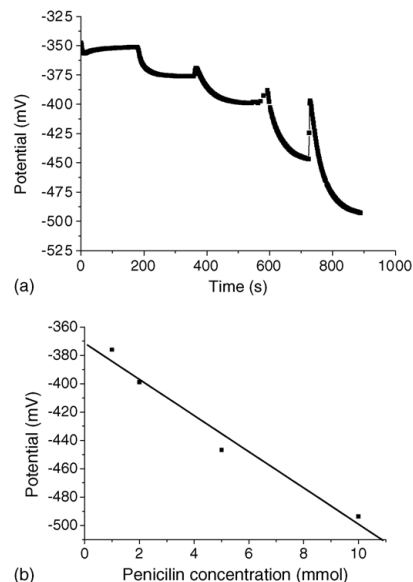 -325
-350
-375
-400
-425
-450
-475
-500
-525
Potential (mV)
0 200 400 600 800 1000
(a)
Time (s)
-360
-380
-400
-420
-440
-460
-480
-500
Potential (mV)
0 2 4 6 8 10
(b)
Penicilin concentration (mmol)